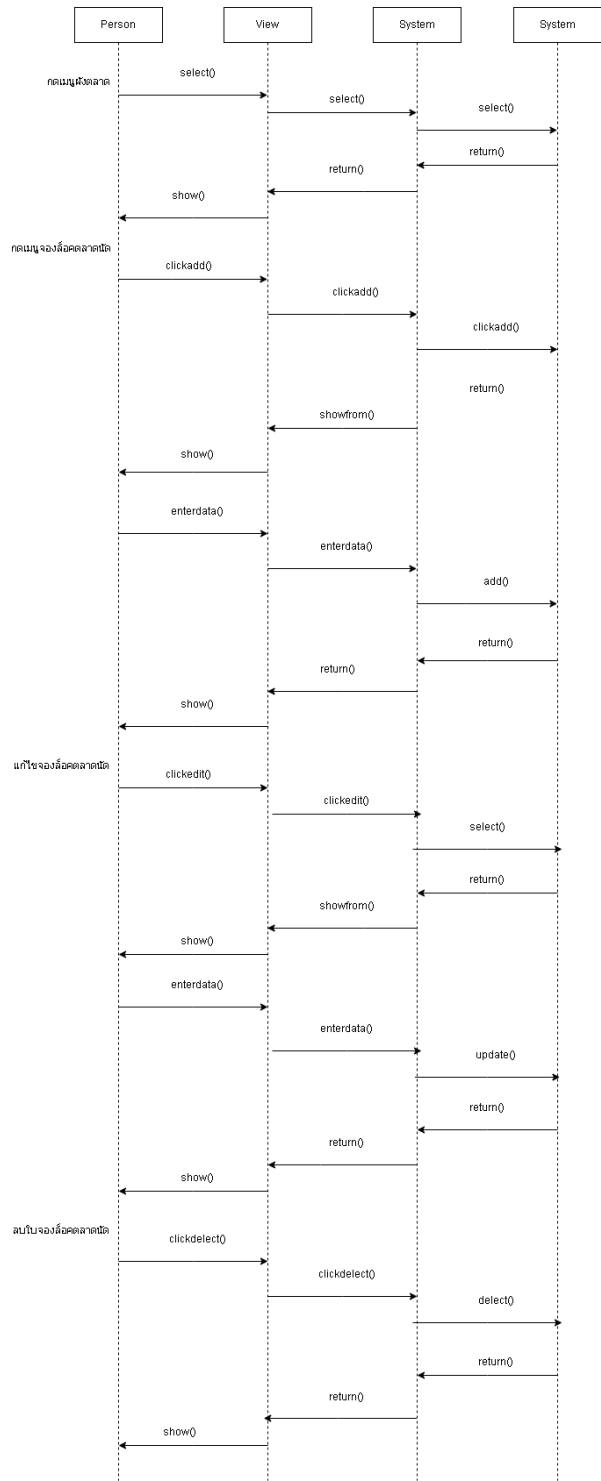 Person View System System
กดเมนูผังตลาด
select()
select()
select()
return()
return()
show()
กดเมนูจองล็อคตลาดนัด
clickadd()
clickadd()
clickadd()
return()
showfrom()
show()
enterdata()
enterdata()
add()
return()
return()
show()
แก้ไขจองล็อคตลาดนัด
clickedit()
clickedit()
select()
return()
showfrom()
show()
enterdata()
enterdata()
update()
return()
return()
show()
ลบใบจองล็อคตลาดนัด
clickdelect()
clickdelect()
delect()
return()
return()
show()